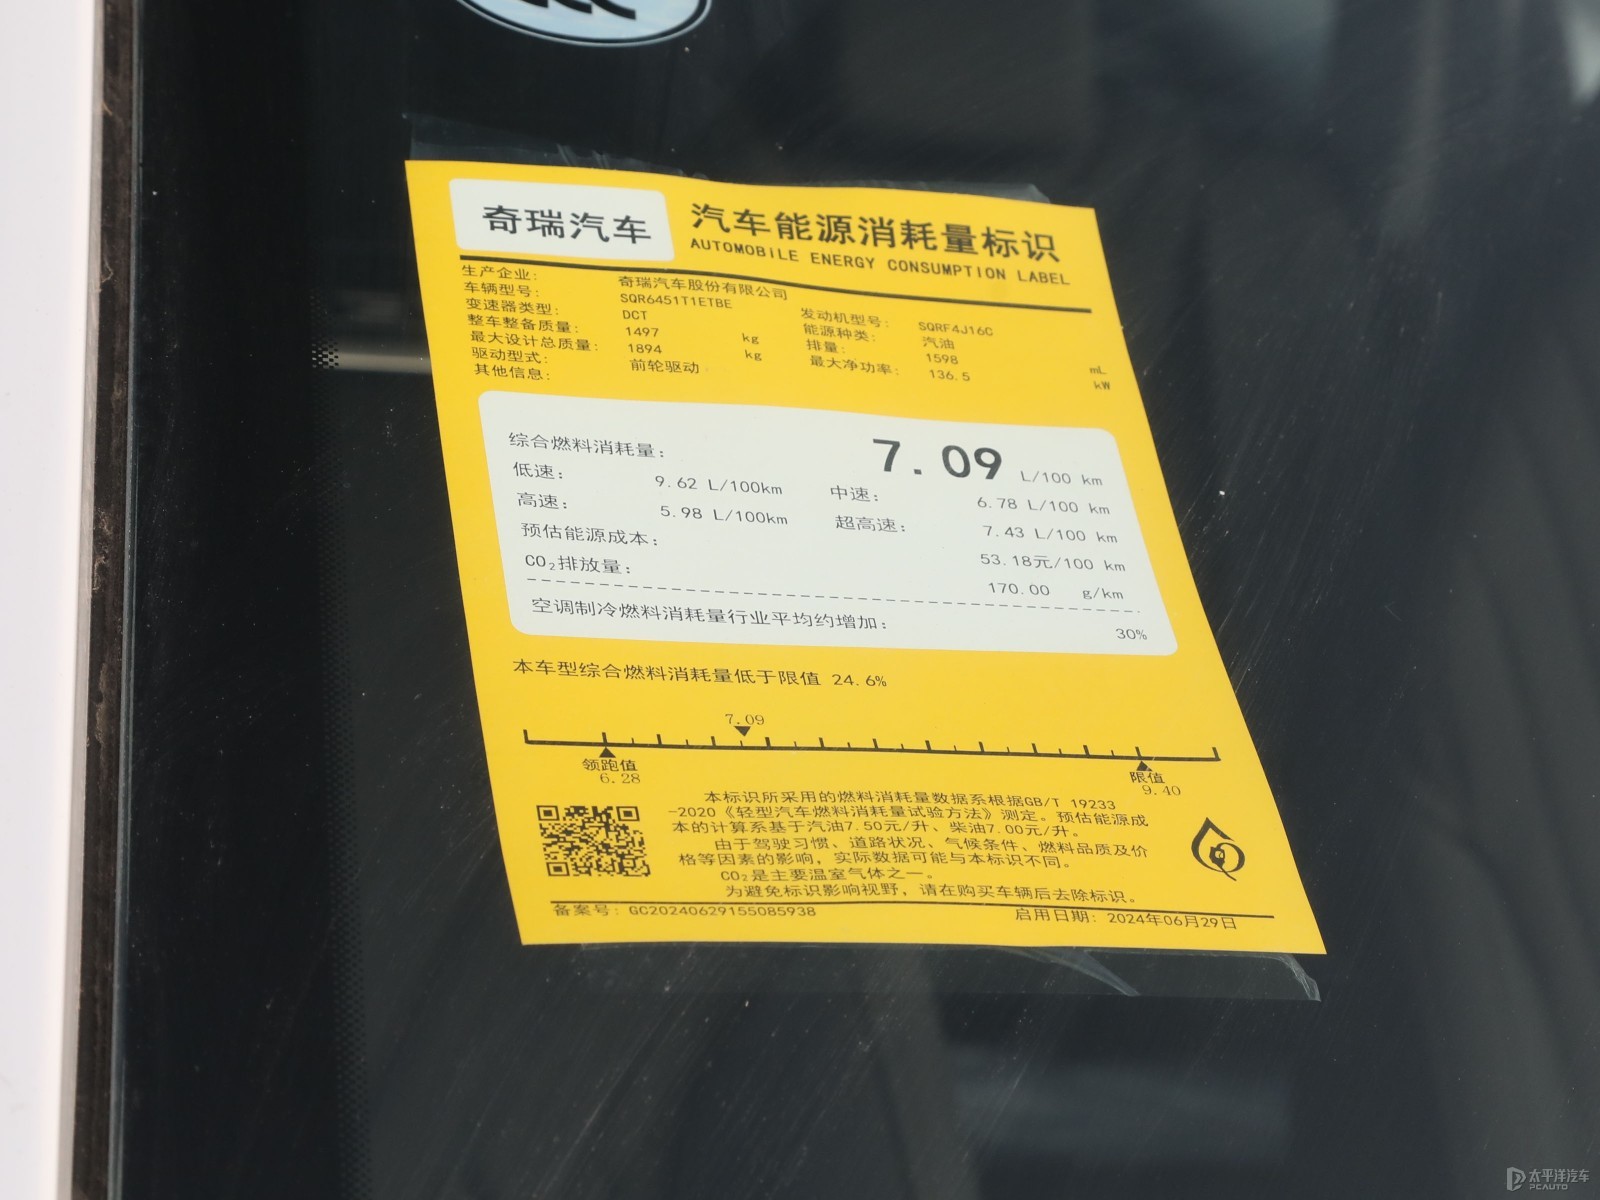 奇瑞汽车
汽车能源消耗量标识
AUTOMOBiLE ENERGY CONSUMPTION LABEL
生产企业: 奇瑞汽车股份有限公司
车辆型号: SQR6451T1ETBE 发动机型号: SQRF4J16C
变速器类型: DCT 能源种类: 汽油
整车整备质量: 1497 kg 排量: 1598 mL
最大设计总质量: 1894 kg 最大净功率: 136.5 kW
驱动型式: 前轮驱动
其他信息:
综合燃料消耗量: 7.09 L/100 km
低速: 9.62 L/100km 中速: 6.78 L/100 km
高速: 5.98 L/100km 超高速: 7.43 L/100 km
预估能源成本: 53.18元/100 km
CO₂排放量: 170.00 g/km
空调制冷燃料消耗量行业平均约增加: 30%
本车型综合燃料消耗量低于限值 24.6%
7.09
领跑值 限值
6.28 9.40
本标识所采用的燃料消耗量数据系根据GB/T 19233
-2020《轻型汽车燃料消耗量试验方法》测定。预估能源成
本的计算系基于汽油7.50元/升、柴油7.00元/升。
由于驾驶习惯、道路状况、气候条件、燃料品质及价
格等因素的影响，实际数据可能与本标识不同。
CO₂是主要温室气体之一。
为避免标识影响视野，请在购买车辆后去除标识。
备案号: GC20240629155085938 启用日期: 2024年06月29日
太平洋汽车
PCAUTO